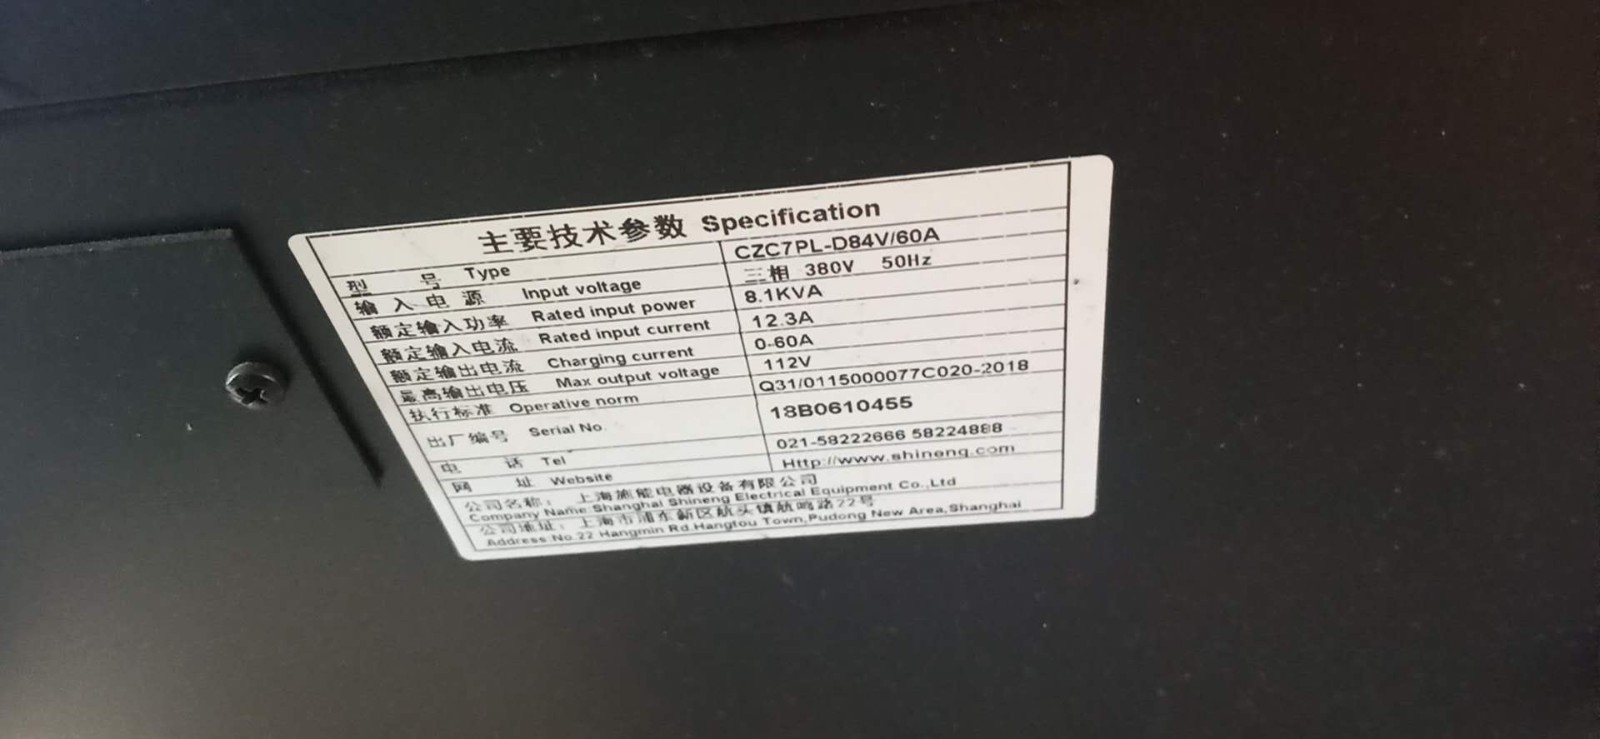 主要技术参数 Specification
型 号 Type CZC7PL-D84V/60A
输入电源 Input voltage 三相 380V 50Hz
额定输入功率 Rated input power 8.1KVA
额定输入电流 Rated input current 12.3A
额定输出电流 Charging current 0-60A
最高输出电压 Max output voltage 112V
执行标准 Operative norm Q31/0115000077C020-2018
出厂编号 Serial No. 18B0610455
电 话 Tel 021-58222666 58224888
网 址 Website Http://www.shineng.com
公司名称: 上海施能电器设备有限公司
Company Name:Shanghai Shineng Electrical Equipment Co.,Ltd
公司地址: 上海市浦东新区航头镇航鸣路22号
Address:No.22 Hangmin Rd.Hangtou Town,Pudong New Area,Shanghai